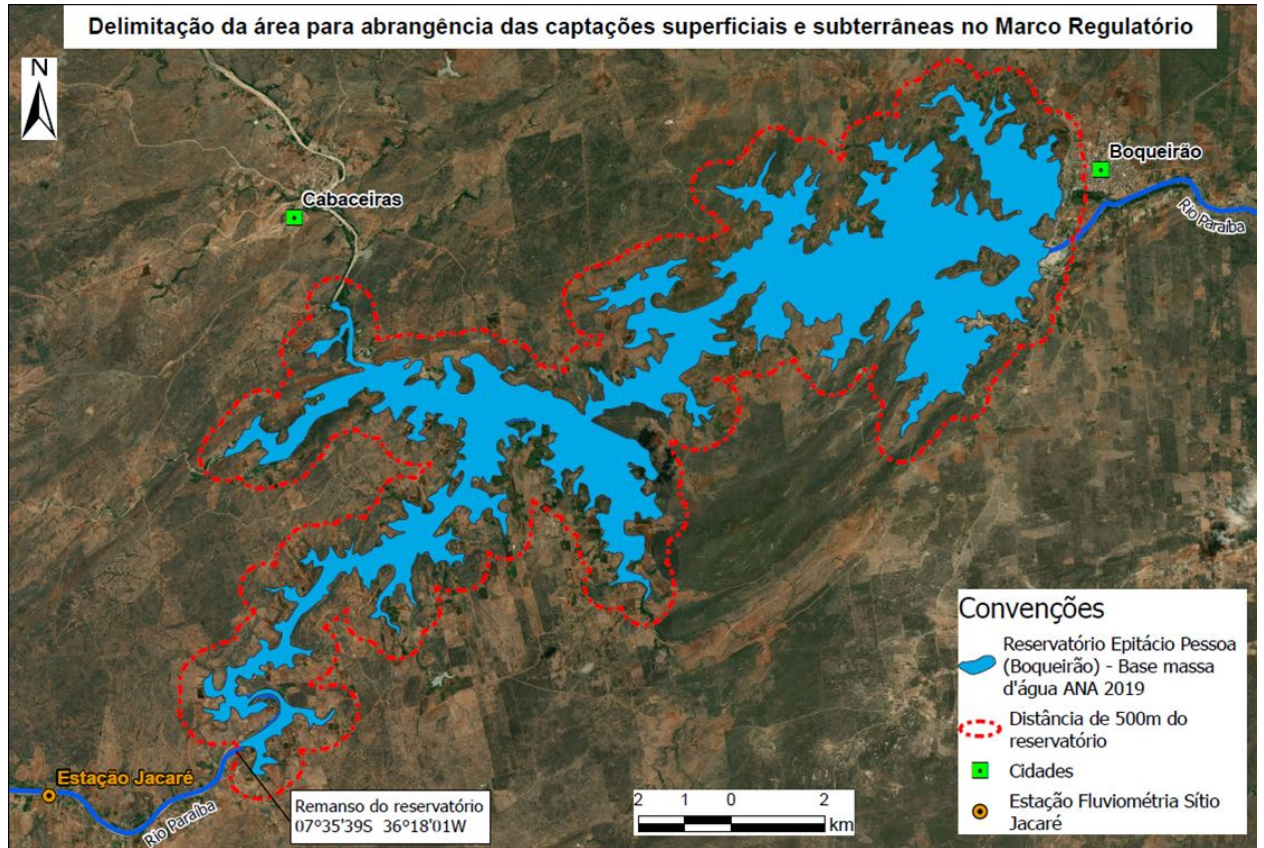 Delimitação da área para abrangência das captações superficiais e subterrâneas no Marco Regulatório
N
Boqueirão
Cabaceiras
Rio Paraíba
Convenções
Reservatório Epitácio Pessoa
(Boqueirão) - Base massa
d'água ANA 2019
Distância de 500m do
reservatório
Cidades
Estação Fluviométria Sítio
Jacaré
Estação Jacaré
Rio Paraíba
Remanso do reservatório
07°35'39S 36°18'01W
2 1 0 2
km